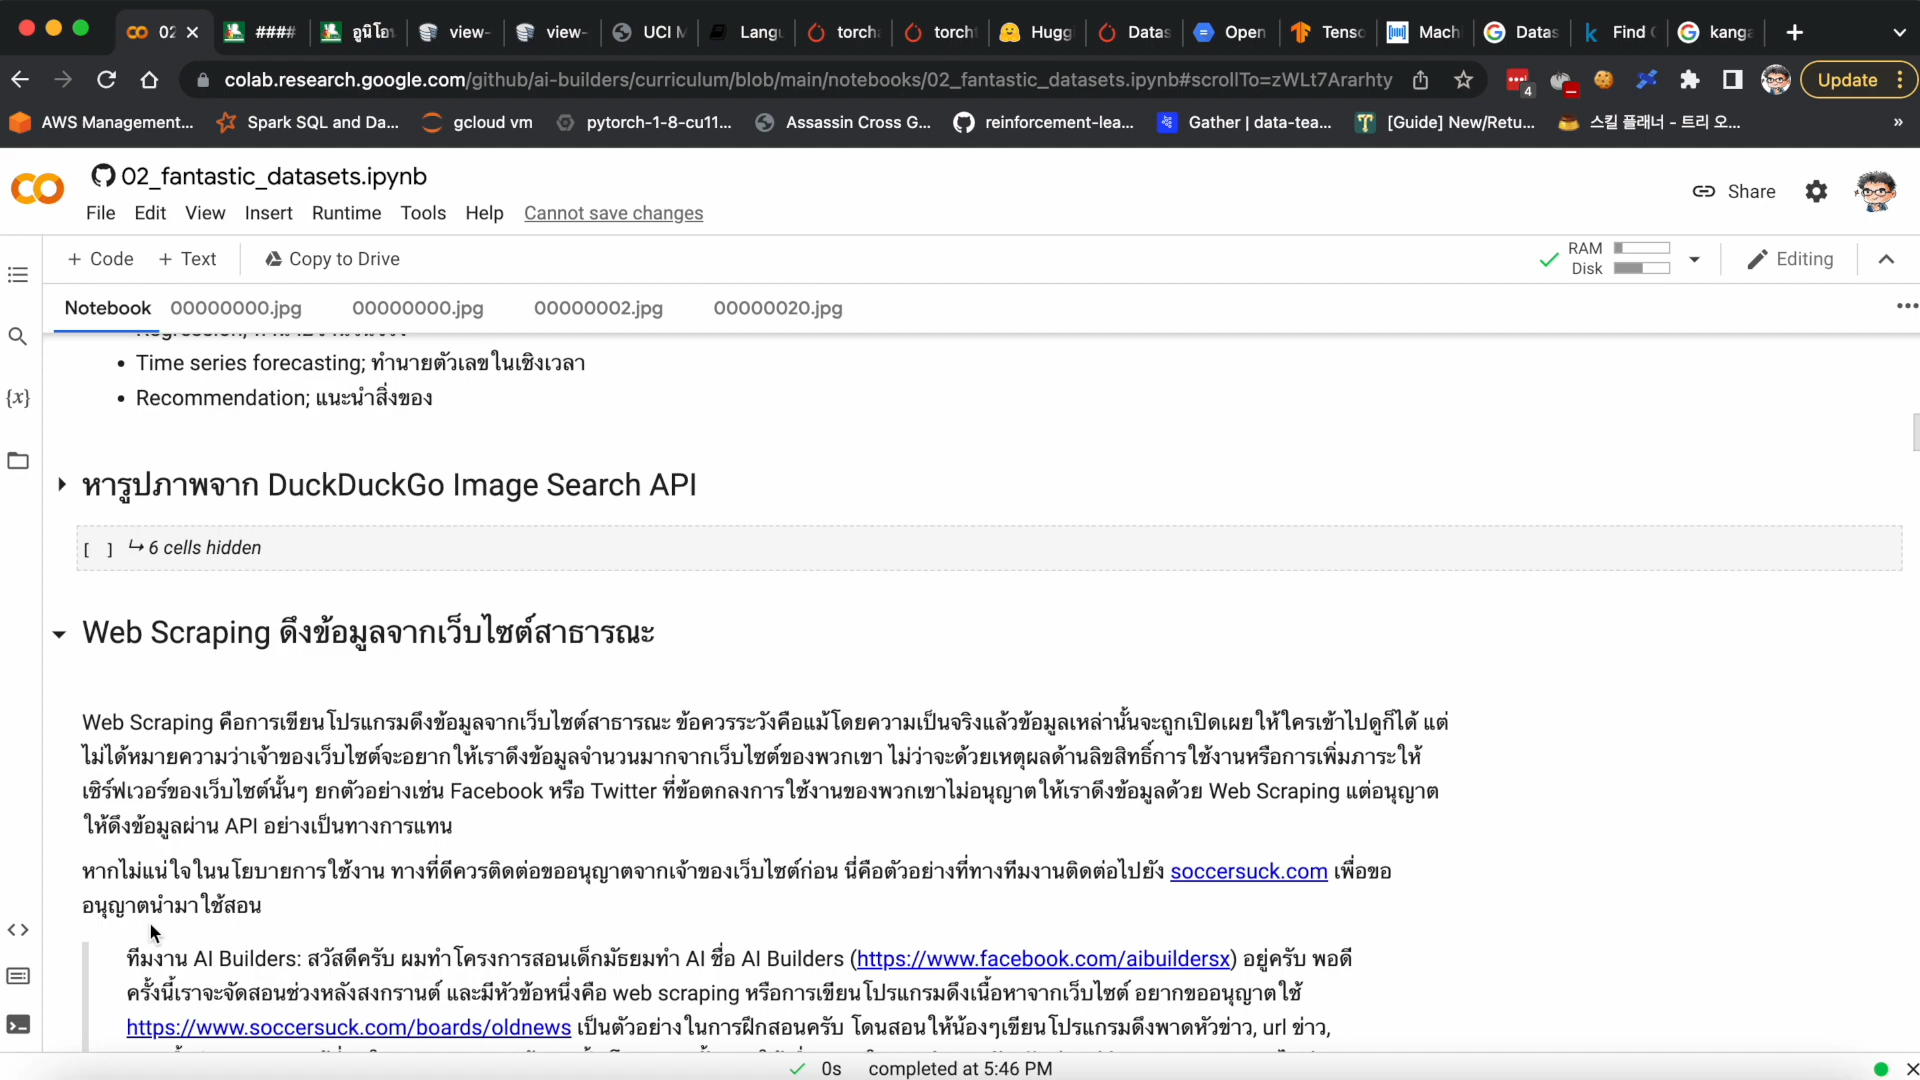 02
####
อูนิโอ
view-
view-
UCI M
Langu
torch
torcht
Huggi
Datas
Open
Tenso
Machi
Datas
Find
kanga
colab.research.google.com/github/ai-builders/curriculum/blob/main/notebooks/02_fantastic_datasets.ipynb#scrollTo=zWLt7Ararhty
4
Update
AWS Management...
Spark SQL and Da...
gcloud vm
pytorch-1-8-cu11...
Assassin Cross G...
reinforcement-lea...
Gather | data-tea...
[Guide] New/Retu...
스킬 플래너 - 트리 오...
»
02_fantastic_datasets.ipynb
Share
File Edit View Insert Runtime Tools Help Cannot save changes
+ Code + Text Copy to Drive
RAM
Disk
Editing
Notebook 00000000.jpg 00000000.jpg 00000002.jpg 00000020.jpg
• Time series forecasting; ทำนายตัวเลขในเชิงเวลา
• Recommendation; แนะนำสิ่งของ
หารูปภาพจาก DuckDuckGo Image Search API
[ ] ↳ 6 cells hidden
Web Scraping ดึงข้อมูลจากเว็บไซต์สาธารณะ
Web Scraping คือการเขียนโปรแกรมดึงข้อมูลจากเว็บไซต์สาธารณะ ข้อควรระวังคือแม้โดยความเป็นจริงแล้วข้อมูลเหล่านั้นจะถูกเปิดเผยให้ใครเข้าไปดูก็ได้ แต่
ไม่ได้หมายความว่าเจ้าของเว็บไซต์จะอยากให้เราดึงข้อมูลจำนวนมากจากเว็บไซต์ของพวกเขา ไม่ว่าจะด้วยเหตุผลด้านลิขสิทธิ์การใช้งานหรือการเพิ่มภาระให้
เซิร์ฟเวอร์ของเว็บไซต์นั้นๆ ยกตัวอย่างเช่น Facebook หรือ Twitter ที่ข้อตกลงการใช้งานของพวกเขาไม่อนุญาตให้เราดึงข้อมูลด้วย Web Scraping แต่อนุญาต
ให้ดึงข้อมูลผ่าน API อย่างเป็นทางการแทน
หากไม่แน่ใจในนโยบายการใช้งาน ทางที่ดีควรติดต่อขออนุญาตจากเจ้าของเว็บไซต์ก่อน นี่คือตัวอย่างที่ทางทีมงานติดต่อไปยัง soccersuck.com เพื่อขอ
อนุญาตนำมาใช้สอน
ทีมงาน AI Builders: สวัสดีครับ ผมทำโครงการสอนเด็กมัธยมทำ AI ชื่อ AI Builders (https://www.facebook.com/aibuildersx) อยู่ครับ พอดี
ครั้งนี้เราจะจัดสอนช่วงหลังสงกรานต์ และมีหัวข้อหนึ่งคือ web scraping หรือการเขียนโปรแกรมดึงเนื้อหาจากเว็บไซต์ อยากขออนุญาตใช้
https://www.soccersuck.com/boards/oldnews เป็นตัวอย่างในการฝึกสอนครับ โดนสอนให้น้องๆเขียนโปรแกรมดึงพาดหัวข่าว, url ข่าว,
0s completed at 5:46 PM